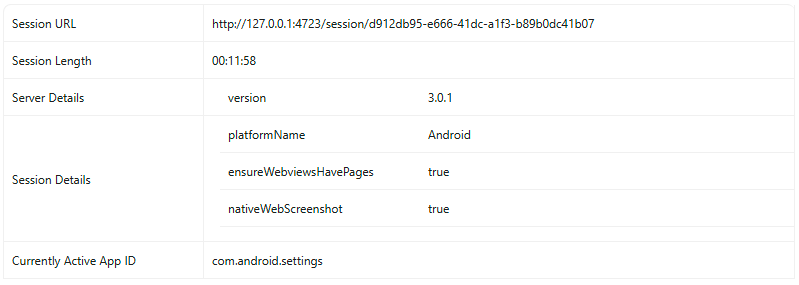 Session URL http://127.0.0.1:4723/session/d912db95-e666-41dc-a1f3-b89b0dc41b07
Session Length 00:11:58
Server Details version 3.0.1
platformName Android
Session Details ensureWebviewsHavePages true
nativeWebScreenshot true
Currently Active App ID com.android.settings